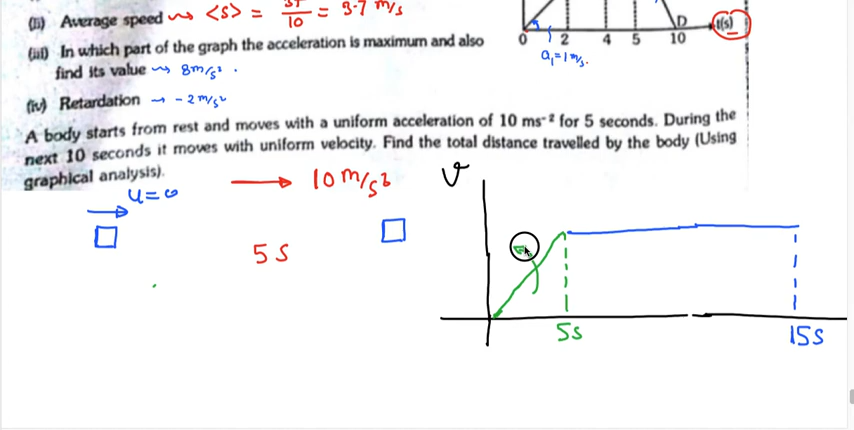 (ii) Average speed ⇝ <s> = 37/10 = 3.7 m/s
(iii) In which part of the graph the acceleration is maximum and also
find its value ⇝ 8m/s² .
(iv) Retardation → -2 m/s²
D
0 2 4 5 10 t(s)
a₁=1 m/s.
A body starts from rest and moves with a uniform acceleration of 10 ms⁻² for 5 seconds. During the
next 10 seconds it moves with uniform velocity. Find the total distance travelled by the body (Using
graphical analysis).
u=0
10 m/s²
5 s
v
5s
15s